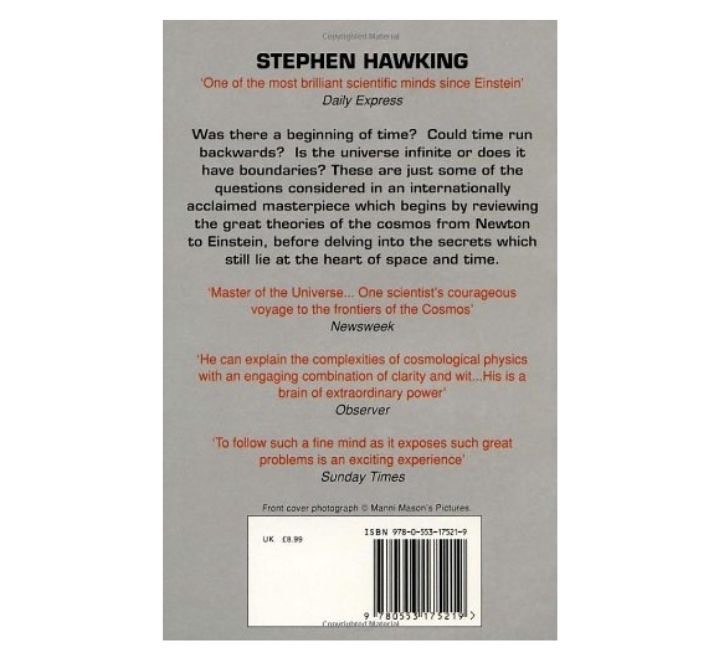 Copyrighted Material
STEPHEN HAWKING
'One of the most brilliant scientific minds since Einstein'
Daily Express
Was there a beginning of time? Could time run
backwards? Is the universe infinite or does it
have boundaries? These are just some of the
questions considered in an internationally
acclaimed masterpiece which begins by reviewing
the great theories of the cosmos from Newton
to Einstein, before delving into the secrets which
still lie at the heart of space and time.
'Master of the Universe... One scientist's courageous
voyage to the frontiers of the Cosmos'
Newsweek
'He can explain the complexities of cosmological physics
with an engaging combination of clarity and wit...His is a
brain of extraordinary power'
Observer
'To follow such a fine mind as it exposes such great
problems is an exciting experience'
Sunday Times
Front cover photograph © Manni Mason's Pictures.
UK £8.99
ISBN 978-0-553-17521-9
9 780553 175219 >
Copyrighted Material